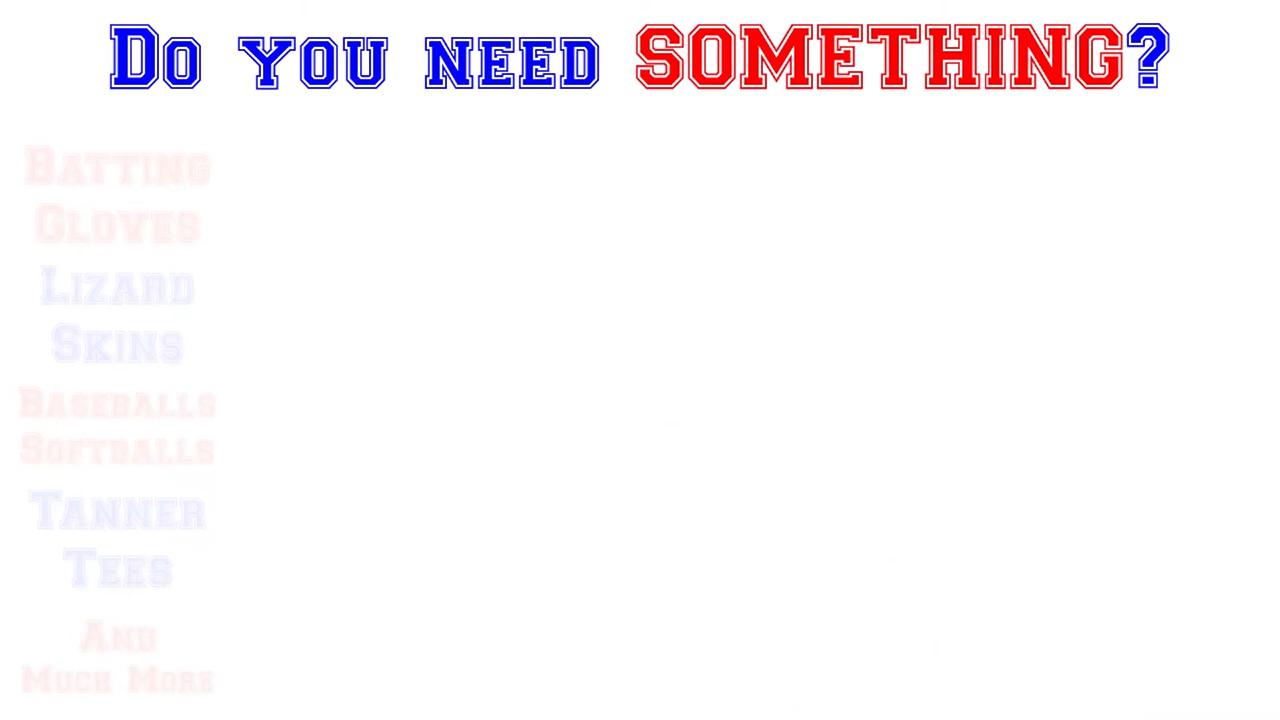 Do you need SOMETHING?
Batting
Gloves
Lizard
Skins
Baseballs
Softballs
Tanner
Tees
And
Much More